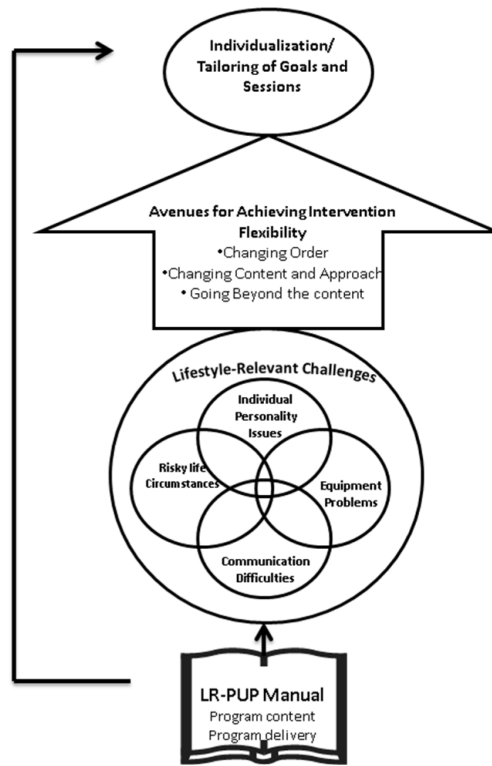 Individualization/
Tailoring of Goals and
Sessions
Avenues for Achieving Intervention
Flexibility
•Changing Order
•Changing Content and Approach
• Going Beyond the content
Lifestyle-Relevant Challenges
Individual
Personality
Issues
Risky life
Circumstances
Equipment
Problems
Communication
Difficulties
LR-PUP Manual
Program content
Program delivery